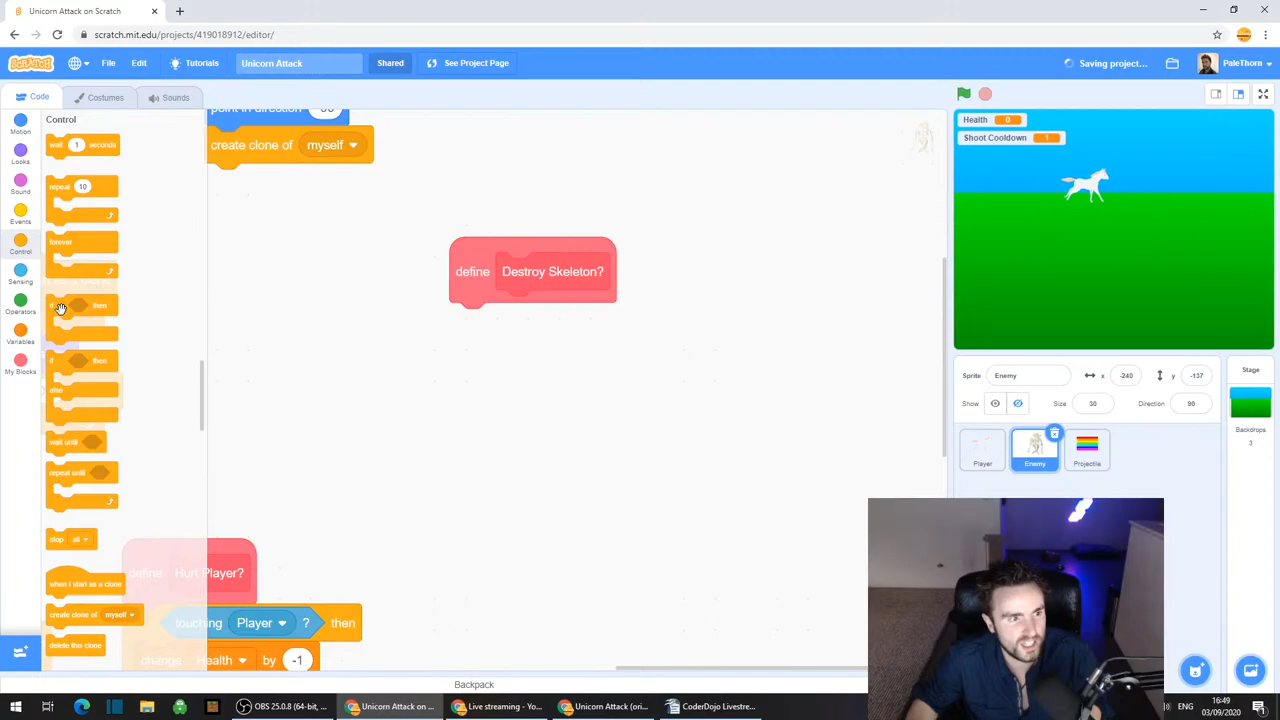 Unicorn Attack on Scratch
scratch.mit.edu/projects/419018912/editor/
SCRATCH
File
Edit
Tutorials
Unicorn Attack
Shared
See Project Page
Saving project...
PaleThorn
Code
Costumes
Sounds
Motion
Looks
Sound
Events
Control
Sensing
Operators
Variables
My Blocks
Control
wait 1 seconds
repeat 10
forever
if then
if then
else
wait until
repeat until
stop all
when I start as a clone
create clone of myself
delete this clone
point in direction
create clone of myself
define Destroy Skeleton?
define Hurt Player?
touching Player ? then
change Health by -1
Health 0
Shoot Cooldown 1
Sprite Enemy x -240 y -137
Show Size 30 Direction 90
Player
Enemy
Projectile
Stage
Backdrops
3
Backpack
OBS 25.0.8 (64-bit, ...
Unicorn Attack on ...
Live streaming - Yo...
Unicorn Attack (ori...
CoderDojo Livestre...
16:49
03/09/2020